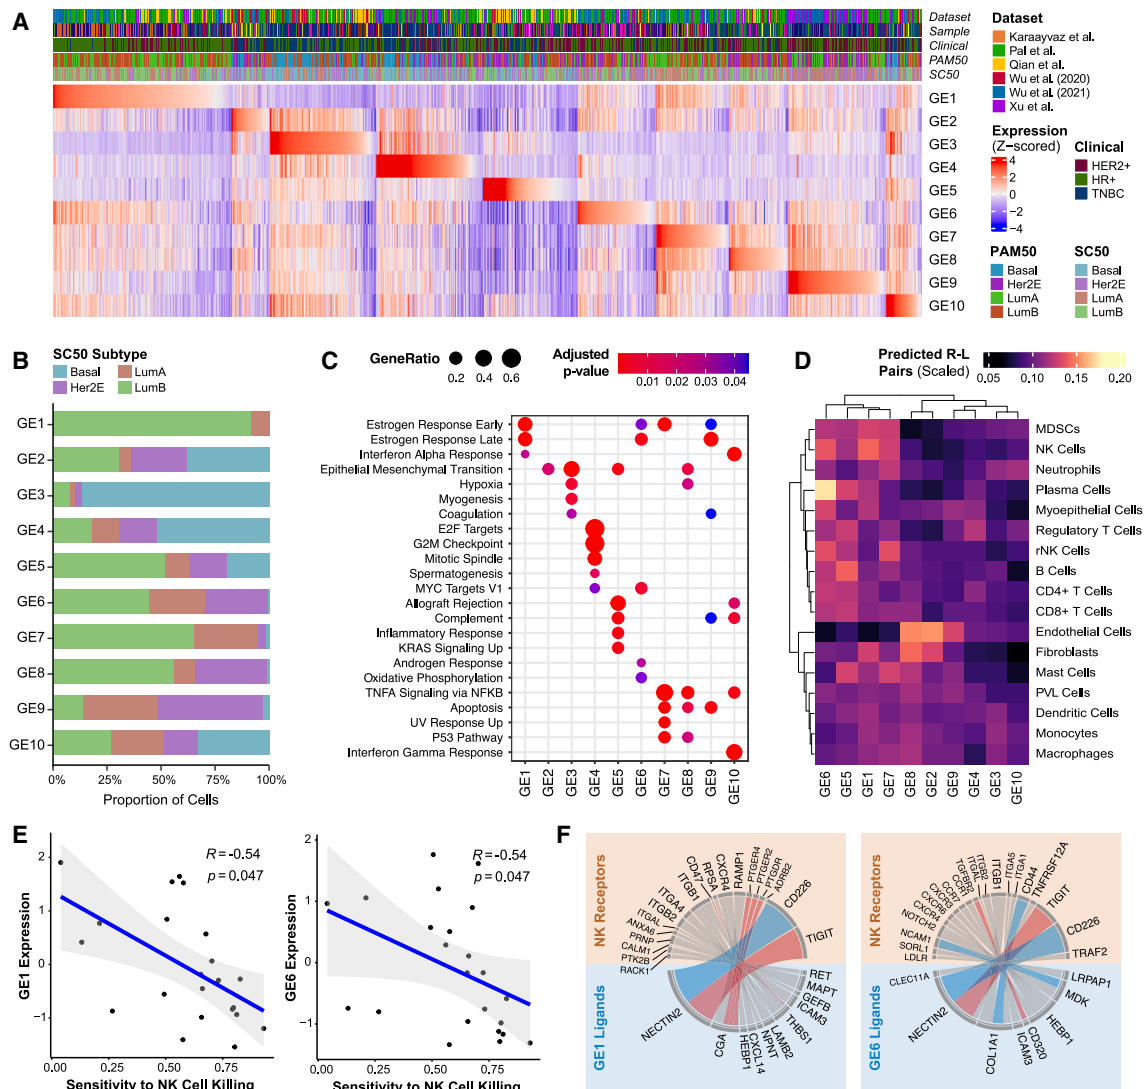 A
Dataset
Sample
Clinical
PAM50
SC50
GE1
GE2
GE3
GE4
GE5
GE6
GE7
GE8
GE9
GE10
Dataset
Karaayvaz et al.
Pal et al.
Qian et al.
Wu et al. (2020)
Wu et al. (2021)
Xu et al.
Expression
(Z−scored)
4
2
0
−2
−4
Clinical
HER2+
HR+
TNBC
PAM50
Basal
Her2E
LumA
LumB
SC50
Basal
Her2E
LumA
LumB
B
SC50 Subtype
Basal
LumA
Her2E
LumB
GE1
GE2
GE3
GE4
GE5
GE6
GE7
GE8
GE9
GE10
0%
25%
50%
75%
100%
Proportion of Cells
C
GeneRatio
0.2
0.4
0.6
Adjusted
p-value
0.01
0.02
0.03
0.04
Estrogen Response Early
Estrogen Response Late
Interferon Alpha Response
Epithelial Mesenchymal Transition
Hypoxia
Myogenesis
Coagulation
E2F Targets
G2M Checkpoint
Mitotic Spindle
Spermatogenesis
MYC Targets V1
Allograft Rejection
Complement
Inflammatory Response
KRAS Signaling Up
Androgen Response
Oxidative Phosphorylation
TNFA Signaling via NFKB
Apoptosis
UV Response Up
P53 Pathway
Interferon Gamma Response
GE1
GE2
GE3
GE4
GE5
GE6
GE7
GE8
GE9
GE10
D
Predicted R-L
Pairs (Scaled)
0.05
0.10
0.15
0.20
MDSCs
NK Cells
Neutrophils
Plasma Cells
Myoepithelial Cells
Regulatory T Cells
rNK Cells
B Cells
CD4+ T Cells
CD8+ T Cells
Endothelial Cells
Fibroblasts
Mast Cells
PVL Cells
Dendritic Cells
Monocytes
Macrophages
GE6
GE5
GE1
GE7
GE8
GE2
GE9
GE4
GE3
GE10
E
R = -0.54
p = 0.047
2
1
0
−1
GE1 Expression
0.00
0.25
0.50
0.75
Sensitivity to NK Cell Killing
R = -0.54
p = 0.047
2
1
0
−1
GE6 Expression
0.00
0.25
0.50
0.75
Sensitivity to NK Cell Killing
F
NK Receptors
GE1 Ligands
RACK1
PTK2B
CALM1
PRNP
ANXA6
ITGAL
ITGB2
ITGA4
ITGB1
CD47
RPSA
CXCR4
RAMP1
PTGER4
PTGER2
PTGDR
ADRB2
CD226
TIGIT
RET
MAPT
GEFB
ICAM3
THBS1
LAMB2
NPNT
CXCL14
HEBP1
CGA
NECTIN2
NK Receptors
GE6 Ligands
LDLR
SORL1
NCAM1
NOTCH2
CXCR4
CXCR6
CXCR3
CCR7
CCR1
TGFBR2
ITGAL
ITGB2
ITGB1
ITGA5
ITGA1
CD44
TNFRSF12A
TIGIT
CD226
TRAF2
LRPAP1
MDK
HEBP1
CD320
ICAM3
COL1A1
NECTIN2
CLEC11A